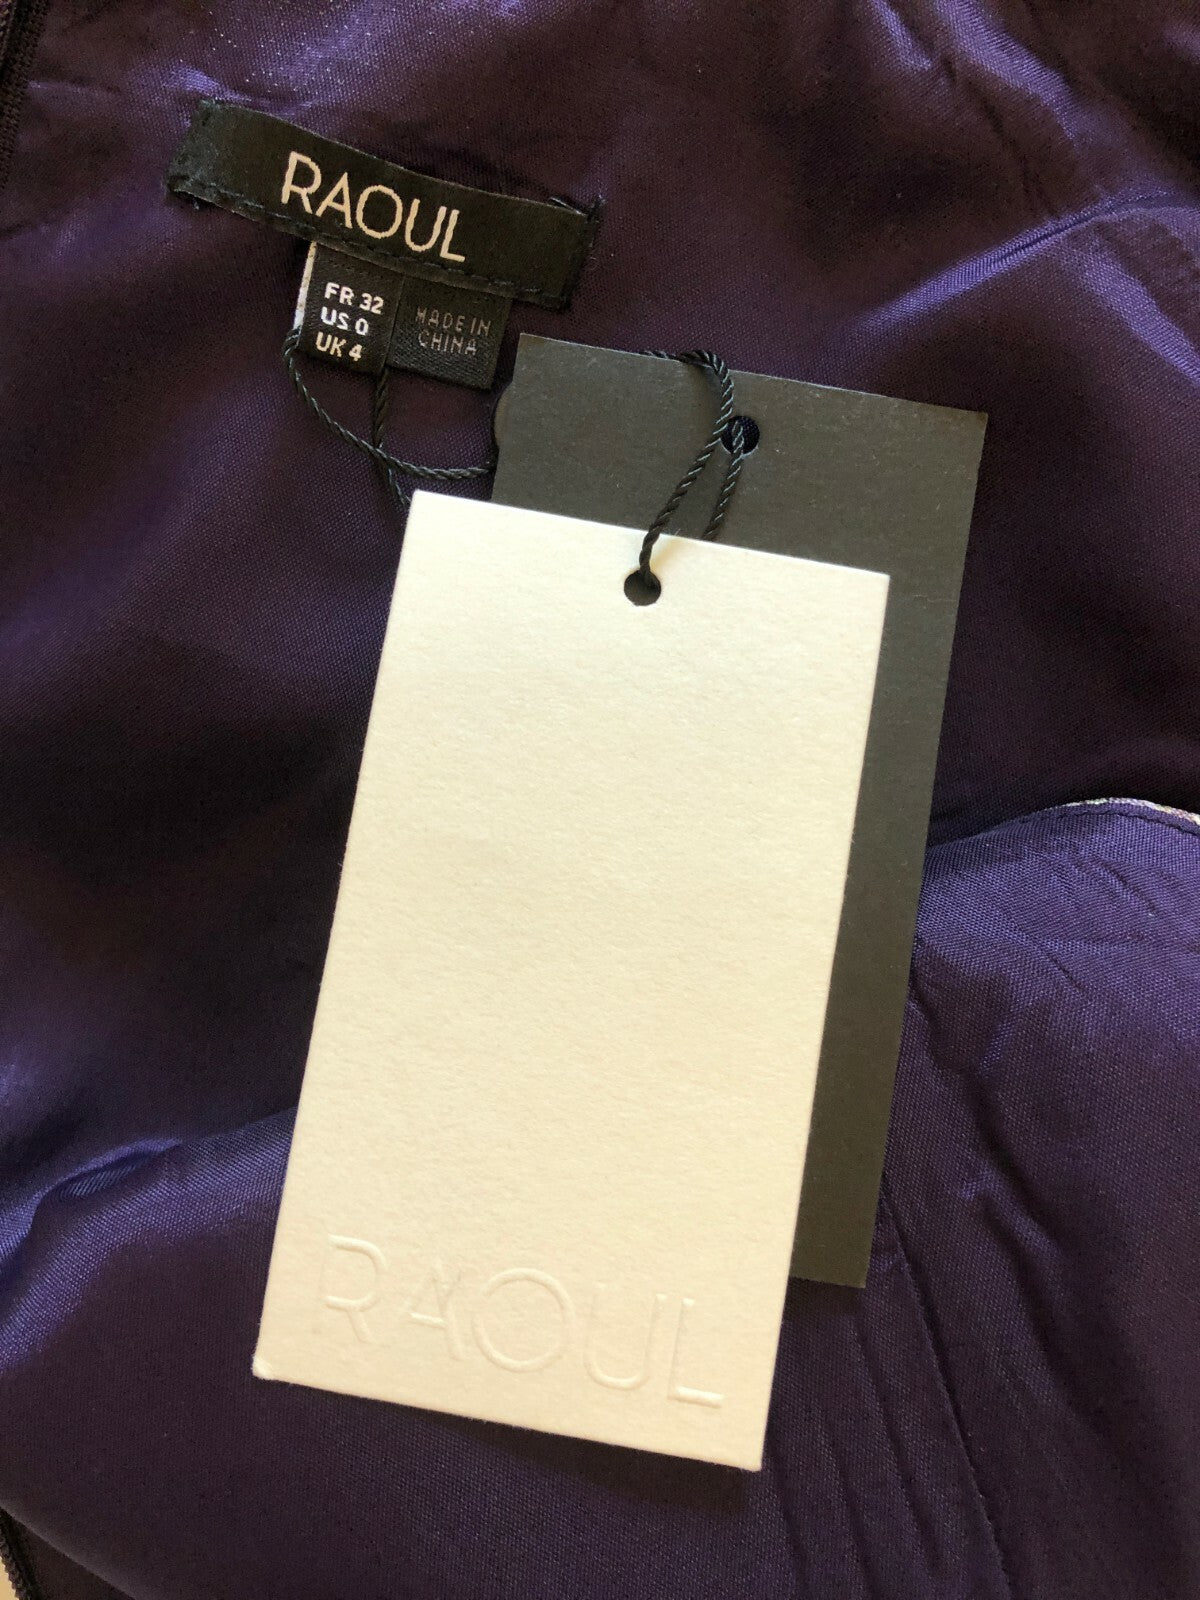 RAOUL
FR 32
US 0
UK 4
MADE IN
CHINA
RAOUL